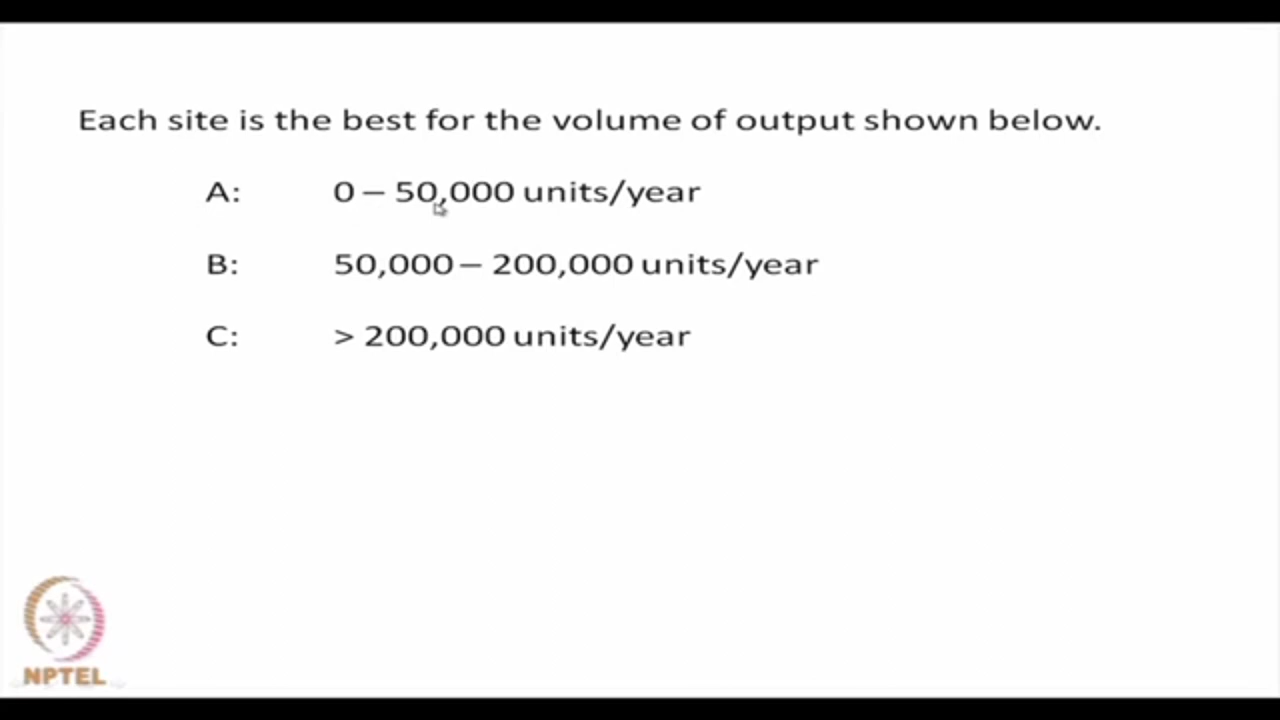 Each site is the best for the volume of output shown below.
A: 0 – 50,000 units/year
B: 50,000 – 200,000 units/year
C: > 200,000 units/year
NPTEL